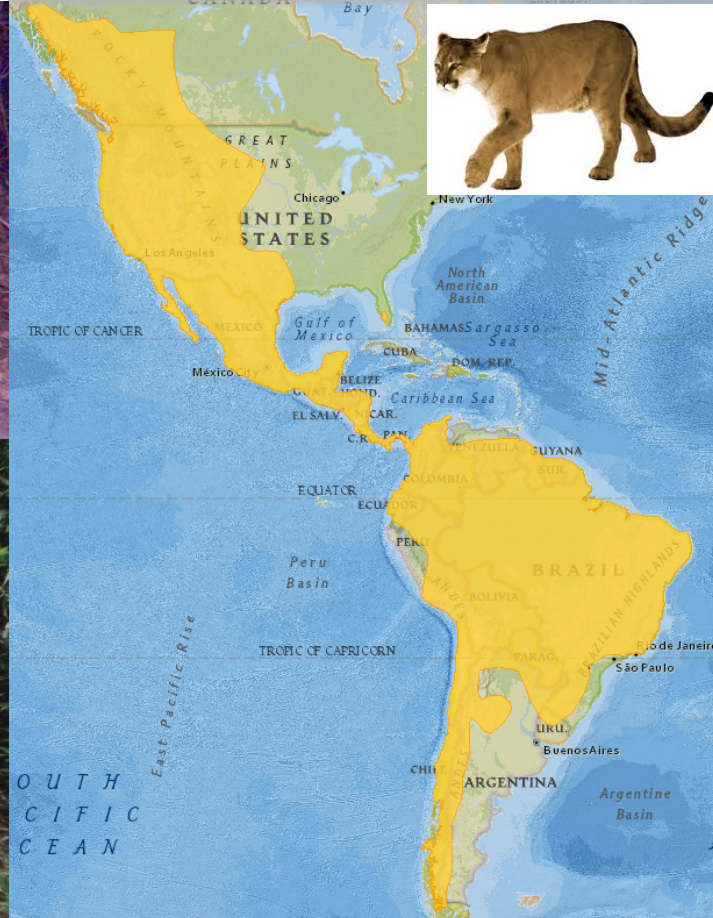 CANADA
Bay
ROCKY MOUNTAINS
GREAT
PLAINS
Chicago
New York
UNITED
STATES
Los Angeles
Mid-Atlantic Ridge
North
American
Basin
TROPIC OF CANCER
MEXICO
Gulf of
Mexico
BAHAMAS
Sargasso
Sea
CUBA
DOM. REP.
México City
BELIZE
GUAT.
HOND.
Caribbean Sea
EL SALV.
NICAR.
C.R.
PAN.
VENEZUELA
GUYANA
SUR.
COLOMBIA
EQUATOR
ECUADOR
PERU
Peru
Basin
BRAZIL
ANDES
BOLIVIA
BRAZILIAN HIGHLANDS
East Pacific Rise
TROPIC OF CAPRICORN
PARAG.
Rio de Janeiro
São Paulo
URU.
Buenos Aires
CHILE
ANDES
ARGENTINA
OUTH
CIFIC
CEAN
Argentine
Basin